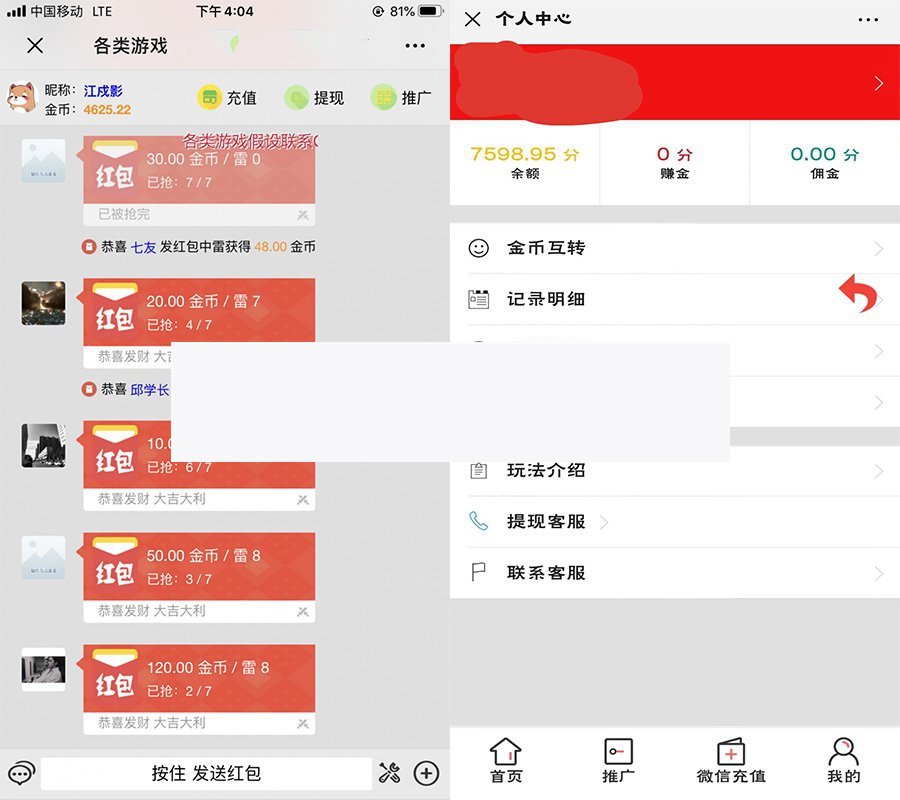 中国移动 LTE 下午4:04 81%
各类游戏
昵称：江戍影
金币：4625.22
充值
提现
推广
各类游戏假设联系
30.00 金币 / 雷 0
红包
已抢：7 / 7
已被抢完
恭喜 七友 发红包中雷获得 48.00 金币
20.00 金币 / 雷 7
红包
已抢：4 / 7
恭喜发财 大
恭喜 邱学长
10.0
红包
已抢：6 / 7
恭喜发财 大吉大利
50.00 金币 / 雷 8
红包
已抢：3 / 7
恭喜发财 大吉大利
120.00 金币 / 雷 8
红包
已抢：2 / 7
恭喜发财 大吉大利
按住 发送红包
个人中心
7598.95 分
余额
0 分
赚金
0.00 分
佣金
金币互转
记录明细
玩法介绍
提现客服
联系客服
首页
推广
微信充值
我的